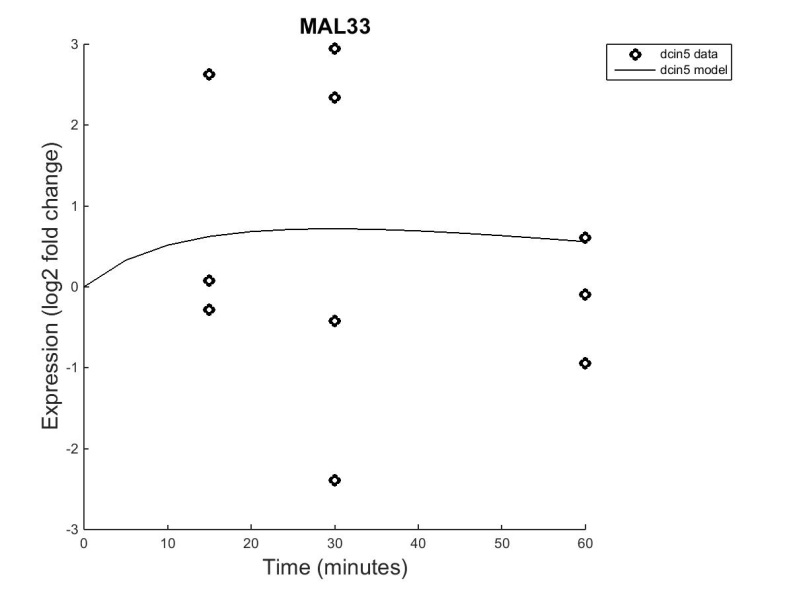 MAL33
dcin5 data
dcin5 model
3
2
1
0
-1
-2
-3
Expression (log2 fold change)
0 10 20 30 40 50 60
Time (minutes)